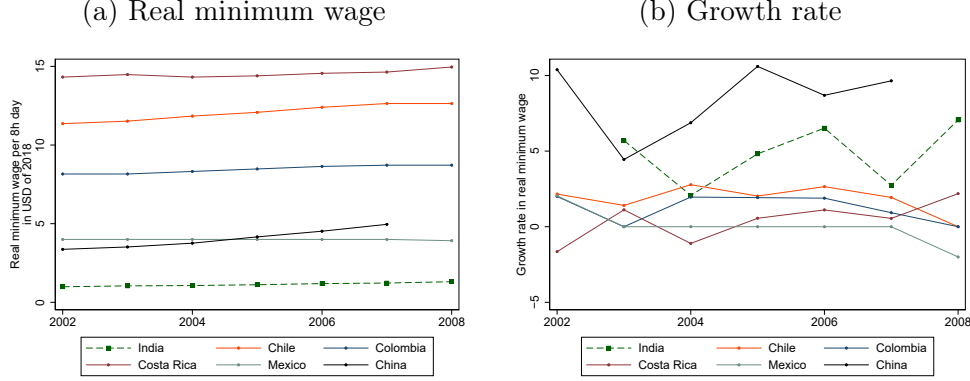 (a) Real minimum wage
Real minimum wage per 8h day
in USD of 2018
15
10
5
0
2002
2004
2006
2008
India
Chile
Colombia
Costa Rica
Mexico
China
(b) Growth rate
Growth rate in real minimum wage
10
5
0
−5
2002
2004
2006
2008
India
Chile
Colombia
Costa Rica
Mexico
China